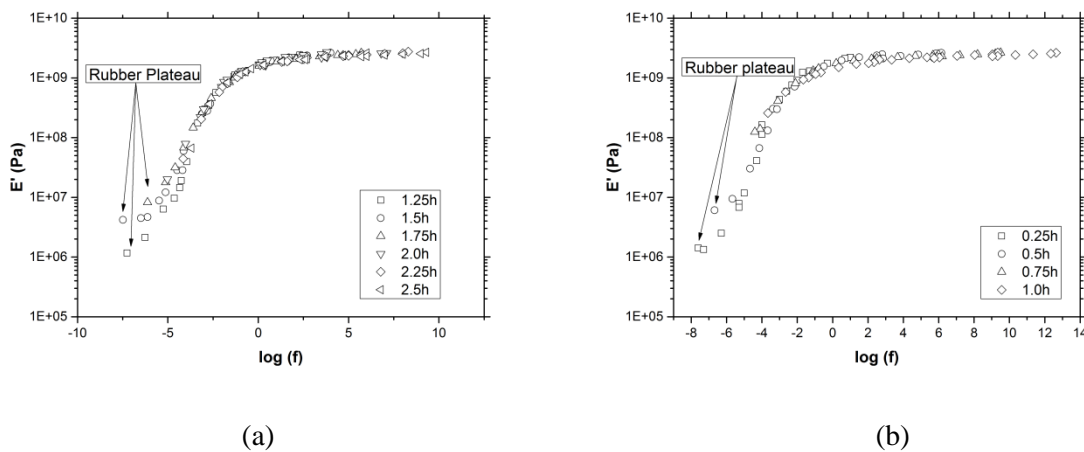 1E+10
1E+09
1E+08
1E+07
1E+06
1E+05
E' (Pa)
Rubber Plateau
1.25h
1.5h
1.75h
2.0h
2.25h
2.5h
-10 -5 0 5 10
log (f)
(a)
1E+10
1E+09
1E+08
1E+07
1E+06
1E+05
E' (Pa)
Rubber plateau
0.25h
0.5h
0.75h
1.0h
-8 -6 -4 -2 0 2 4 6 8 10 12 14
log (f)
(b)